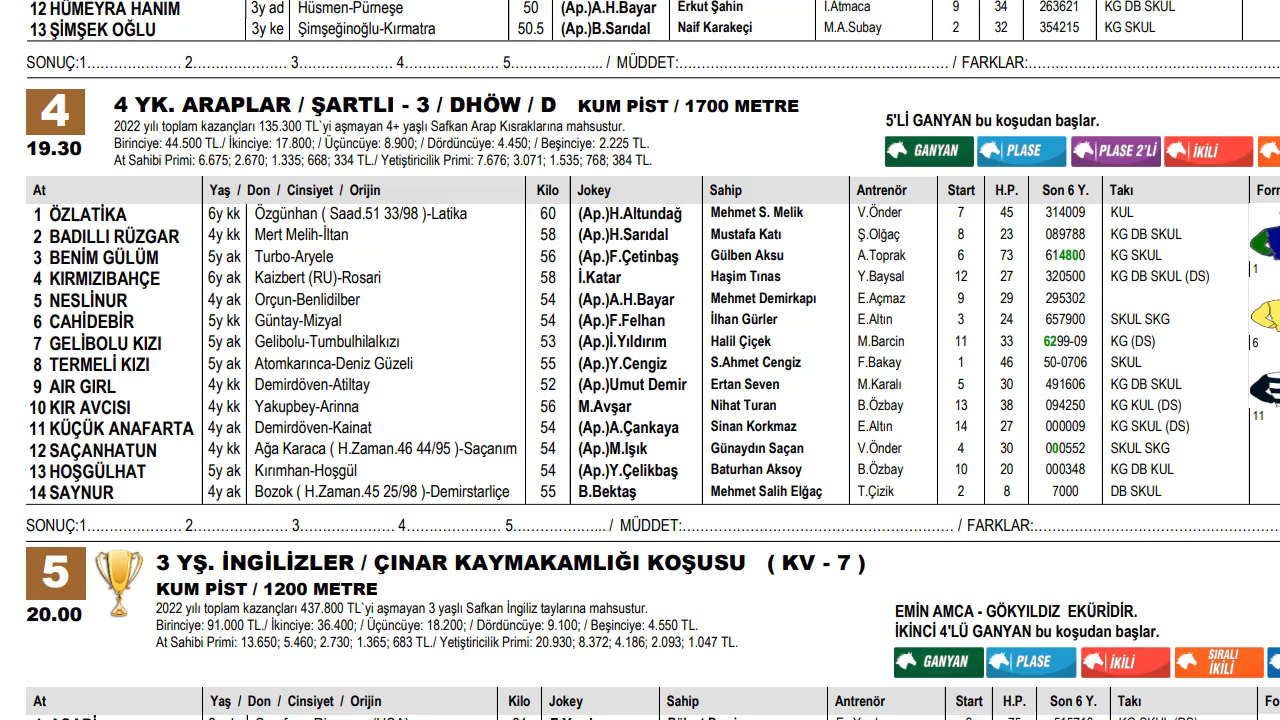 12 HÜMEYRA HANIM 3y ad Hüsmen-Pürneşe 50 (Ap.)A.H.Bayar Erkut Şahin İ.Atmaca 9 34 263621 KG DB SKUL
13 ŞİMŞEK OĞLU 3y ke Şimşeğinoğlu-Kırmatra 50.5 (Ap.)B.Sarıdal Naif Karakeçi M.A.Subay 2 32 354215 KG SKUL
SONUÇ:1........................ 2........................ 3........................ 4........................ 5........................ / MÜDDET:.................................................................... / FARKLAR:................................................................
4 4 YK. ARAPLAR / ŞARTLI - 3 / DHÖW / D KUM PİST / 1700 METRE
19.30
2022 yılı toplam kazançları 135.300 TL`yi aşmayan 4+ yaşlı Safkan Arap Kısraklarına mahsustur.
Birinciye: 44.500 TL./ İkinciye: 17.800; / Üçüncüye: 8.900; / Dördüncüye: 4.450; / Beşinciye: 2.225 TL.
At Sahibi Primi: 6.675; 2.670; 1.335; 668; 334 TL./ Yetiştiricilik Primi: 7.676; 3.071; 1.535; 768; 384 TL.
5'Lİ GANYAN bu koşudan başlar.
GANYAN PLASE PLASE 2'Lİ İKİLİ
At Yaş / Don / Cinsiyet / Orijin Kilo Jokey Sahip Antrenör Start H.P. Son 6 Y. Takı Form
1 ÖZLATİKA 6y kk Özgünhan ( Saad.51 33/98 )-Latika 60 (Ap.)H.Altundağ Mehmet S. Melik V.Önder 7 45 314009 KUL
2 BADILLI RÜZGAR 4y kk Mert Melih-İltan 58 (Ap.)H.Sarıdal Mustafa Katı Ş.Olğaç 8 23 089788 KG DB SKUL
3 BENİM GÜLÜM 5y ak Turbo-Aryele 56 (Ap.)F.Çetinbaş Gülben Aksu A.Toprak 6 73 614800 KG SKUL
4 KIRMIZIBAHÇE 6y ak Kaizbert (RU)-Rosari 58 İ.Katar Haşim Tınas Y.Baysal 12 27 320500 KG DB SKUL (DS)
5 NESLİNUR 4y ak Orçun-Benlidilber 54 (Ap.)A.H.Bayar Mehmet Demirkapı E.Açmaz 9 29 295302
6 CAHİDEBİR 5y kk Güntay-Mizyal 54 (Ap.)F.Felhan İlhan Gürler E.Altın 3 24 657900 SKUL SKG
7 GELİBOLU KIZI 5y ak Gelibolu-Tumbulhilalkızı 53 (Ap.)İ.Yıldırım Halil Çiçek M.Barcin 11 33 6299-09 KG (DS)
8 TERMELİ KIZI 5y ak Atomkarınca-Deniz Güzeli 55 (Ap.)Y.Cengiz S.Ahmet Cengiz F.Bakay 1 46 50-0706 SKUL
9 AIR GIRL 4y kk Demirdöven-Atiltay 52 (Ap.)Umut Demir Ertan Seven M.Karalı 5 30 491606 KG DB SKUL
10 KIR AVCISI 4y kk Yakupbey-Arinna 56 M.Avşar Nihat Turan B.Özbay 13 38 094250 KG KUL (DS)
11 KÜÇÜK ANAFARTA 4y ak Demirdöven-Kainat 54 (Ap.)A.Çankaya Sinan Korkmaz E.Altın 14 27 000009 KG SKUL (DS)
12 SAÇANHATUN 4y kk Ağa Karaca ( H.Zaman.46 44/95 )-Saçanım 54 (Ap.)M.Işık Günaydın Saçan V.Önder 4 30 000552 SKUL SKG
13 HOŞGÜLHAT 5y ak Kırımhan-Hoşgül 54 (Ap.)Y.Çelikbaş Baturhan Aksoy B.Özbay 10 20 000348 KG DB KUL
14 SAYNUR 4y ak Bozok ( H.Zaman.45 25/98 )-Demirstarliçe 55 B.Bektaş Mehmet Salih Elğaç T.Çizik 2 8 7000 DB SKUL
1
6
11
SONUÇ:1........................ 2........................ 3........................ 4........................ 5........................ / MÜDDET:.................................................................... / FARKLAR:................................................................
5 3 YŞ. İNGİLİZLER / ÇINAR KAYMAKAMLIĞI KOŞUSU ( KV - 7 )
20.00
KUM PİST / 1200 METRE
2022 yılı toplam kazançları 437.800 TL`yi aşmayan 3 yaşlı Safkan İngiliz taylarına mahsustur.
Birinciye: 91.000 TL./ İkinciye: 36.400; / Üçüncüye: 18.200; / Dördüncüye: 9.100; / Beşinciye: 4.550 TL.
At Sahibi Primi: 13.650; 5.460; 2.730; 1.365; 683 TL./ Yetiştiricilik Primi: 20.930; 8.372; 4.186; 2.093; 1.047 TL.
EMİN AMCA - GÖKYILDIZ EKÜRİDİR.
İKİNCİ 4'LÜ GANYAN bu koşudan başlar.
GANYAN PLASE İKİLİ SIRALI İKİLİ
At Yaş / Don / Cinsiyet / Orijin Kilo Jokey Sahip Antrenör Start H.P. Son 6 Y. Takı Fo